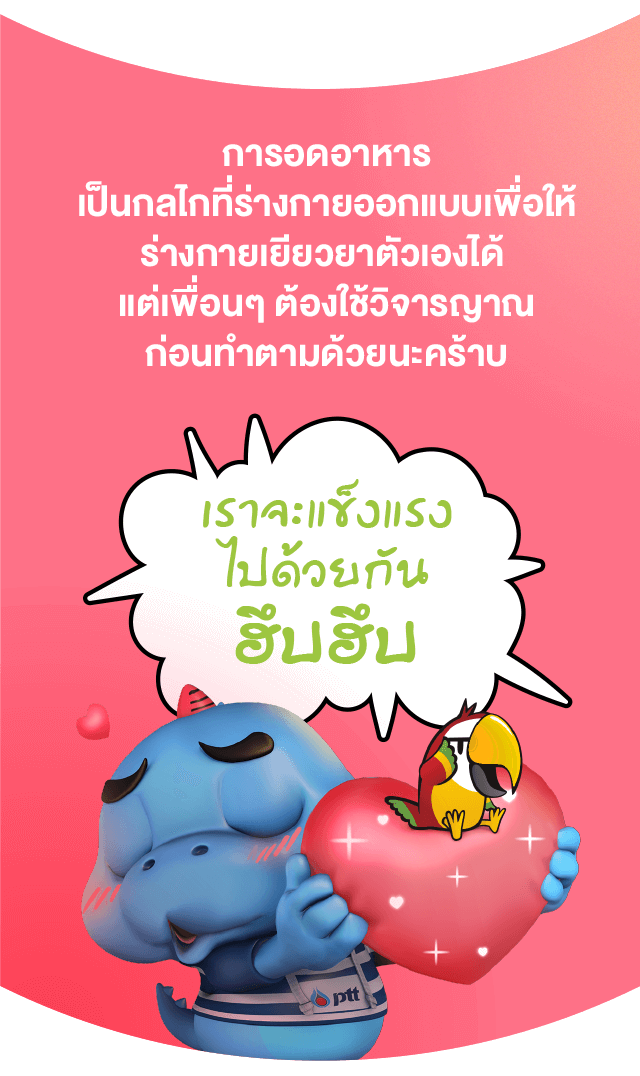 การอดอาหาร
เป็นกลไกที่ร่างกายออกแบบเพื่อให้
ร่างกายเยียวยาตัวเองได้
แต่เพื่อนๆ ต้องใช้วิจารญาณ
ก่อนทำตามด้วยนะคร้าบ
เราจะแข็งแรง
ไปด้วยกัน
ฮึบฮึบ
ptt